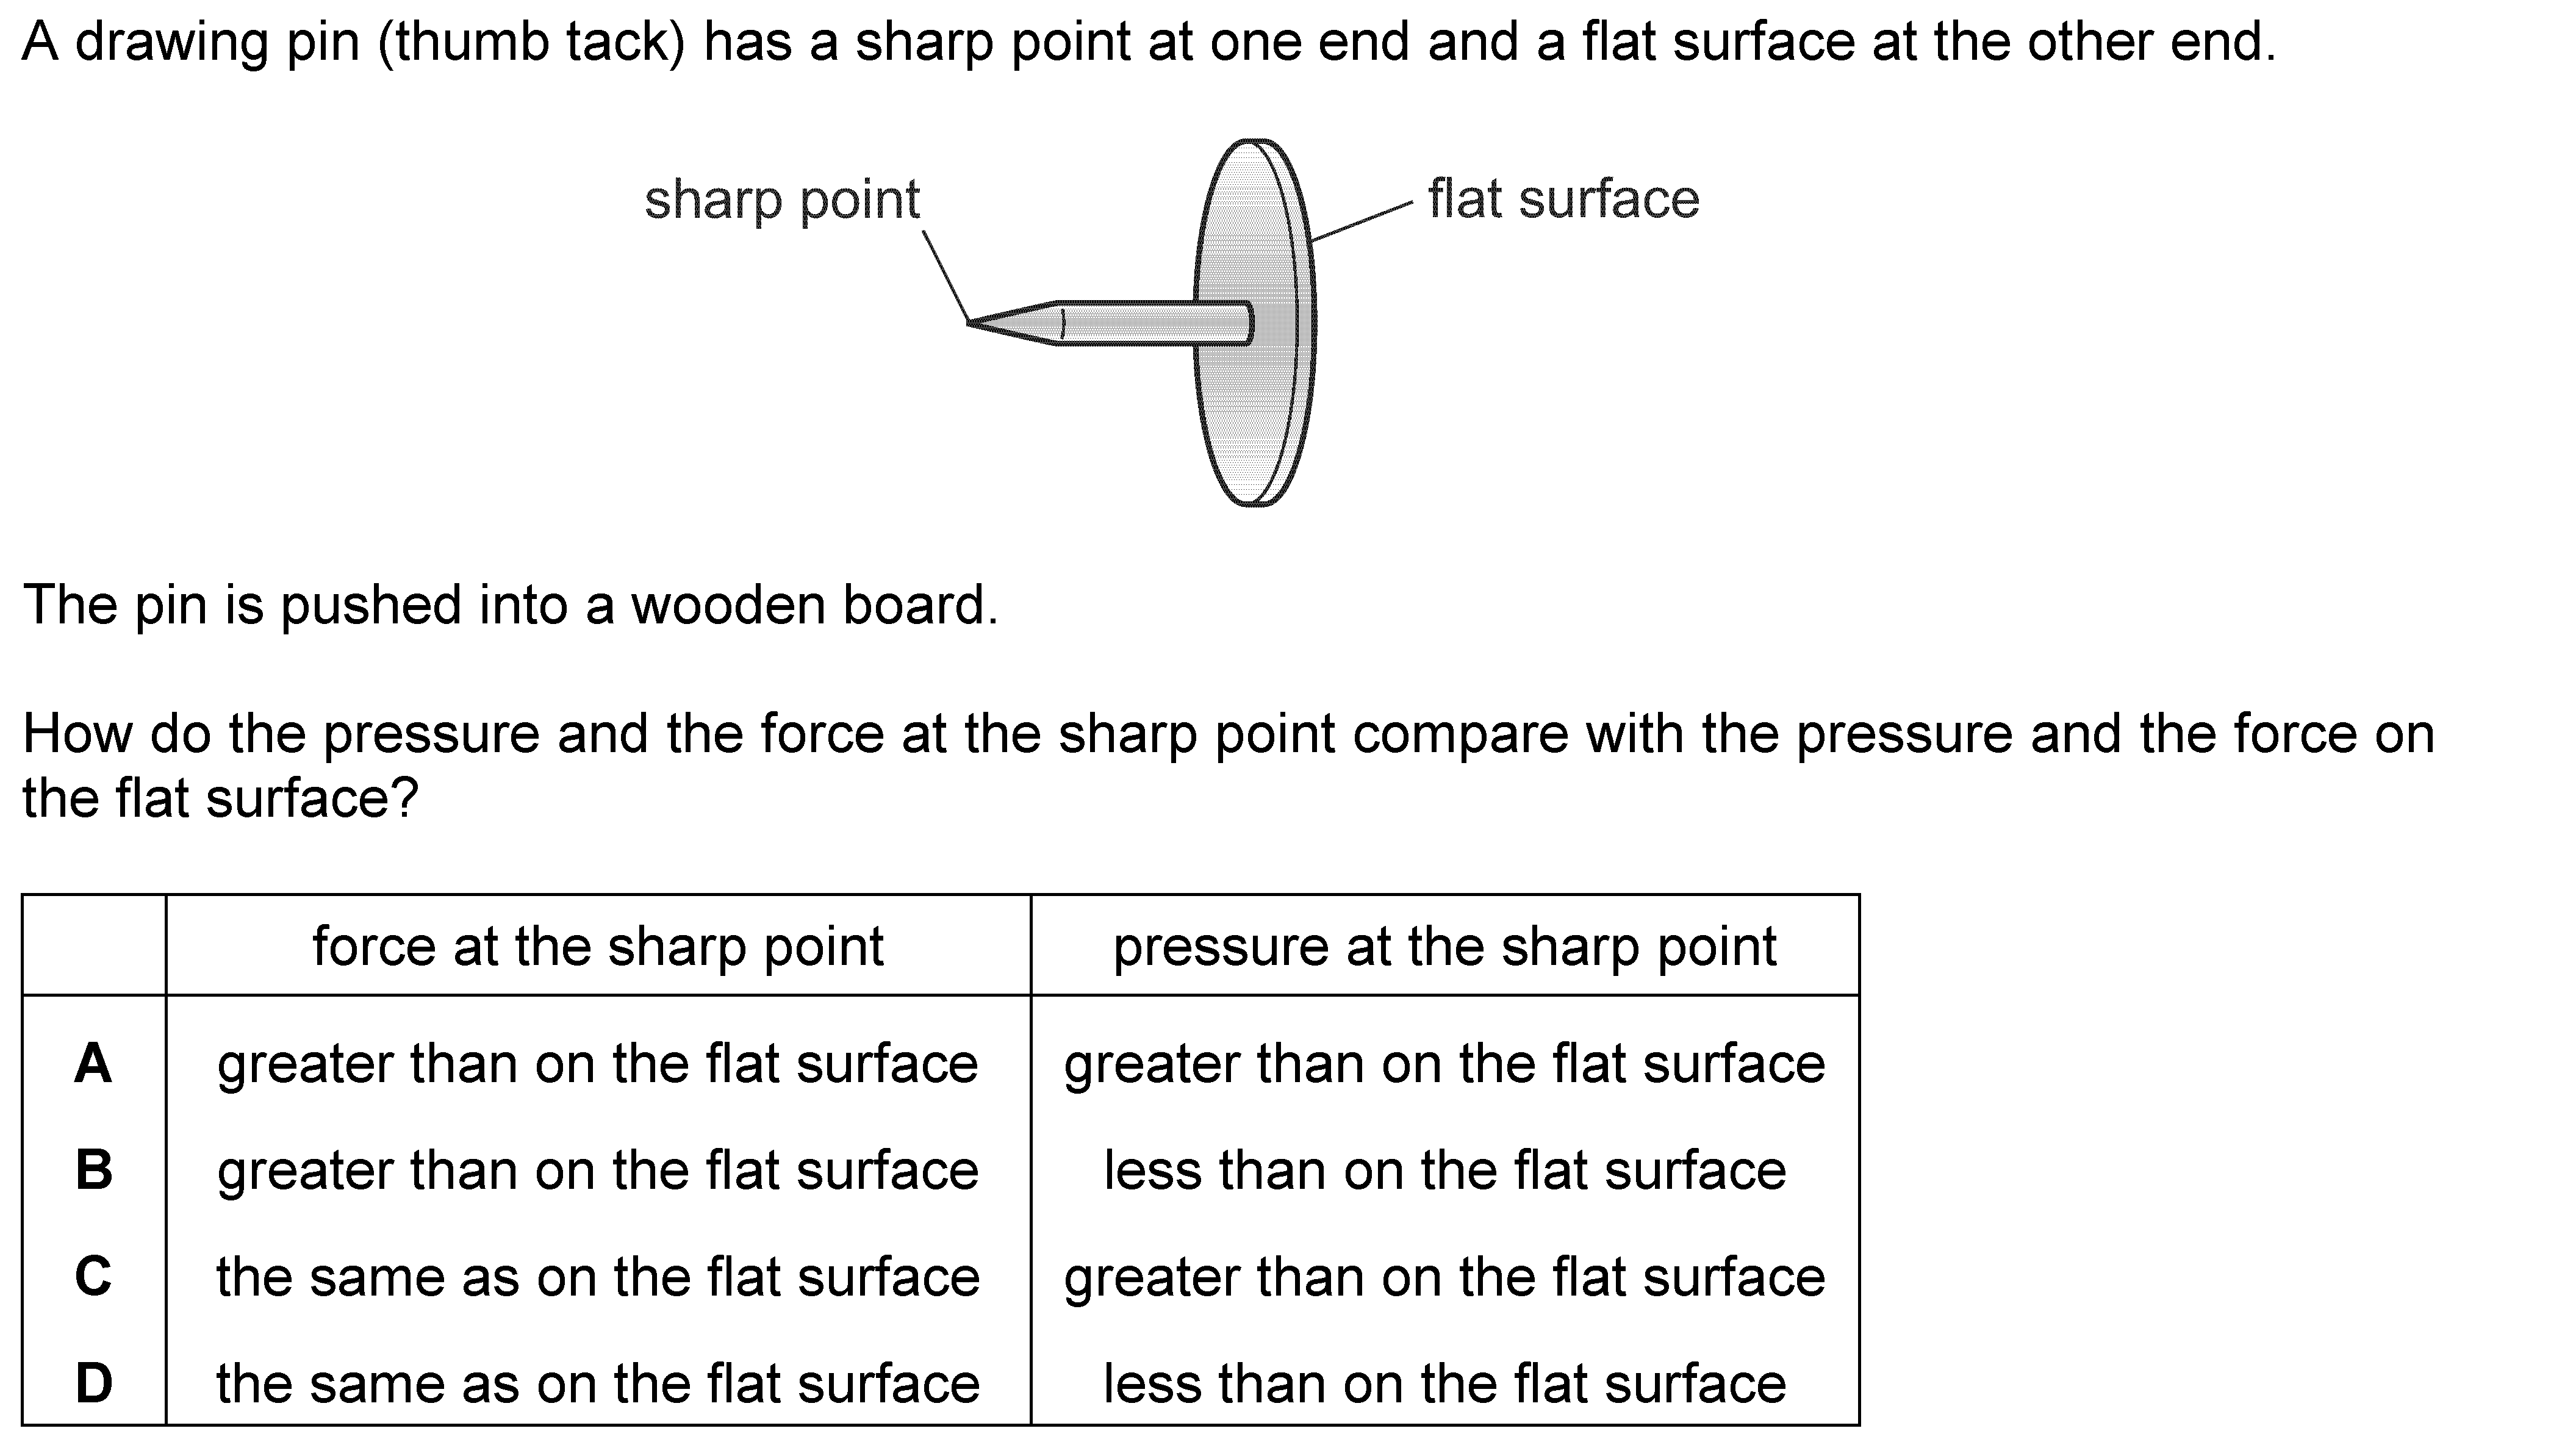 A drawing pin (thumb tack) has a sharp point at one end and a flat surface at the other end.
sharp point
flat surface
The pin is pushed into a wooden board.
How do the pressure and the force at the sharp point compare with the pressure and the force on
the flat surface?
force at the sharp point pressure at the sharp point
A greater than on the flat surface greater than on the flat surface
B greater than on the flat surface less than on the flat surface
C the same as on the flat surface greater than on the flat surface
D the same as on the flat surface less than on the flat surface